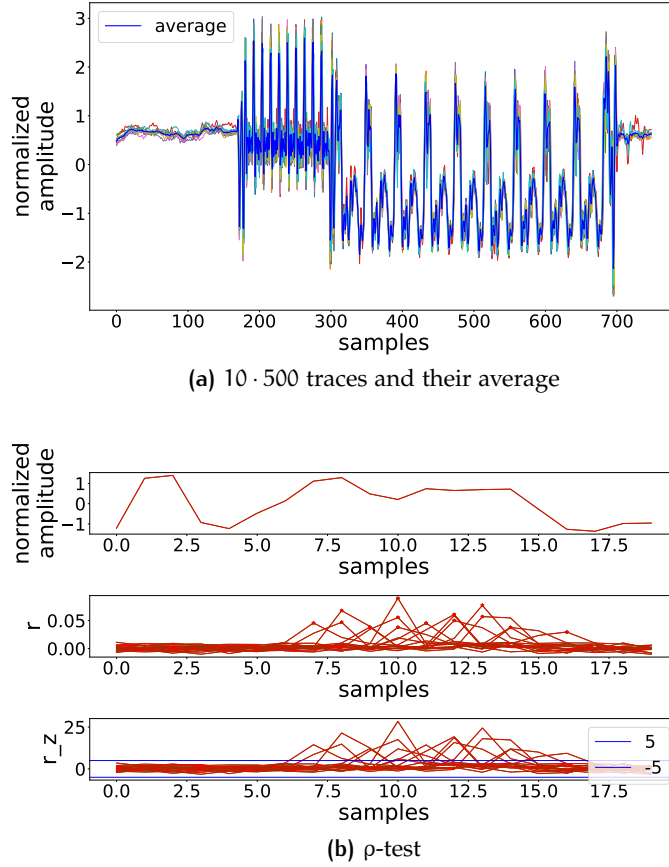 average
normalized
amplitude
3
2
1
0
−1
−2
0 100 200 300 400 500 600 700
samples
(a) 10 · 500 traces and their average
normalized
amplitude
1
0
−1
0.0 2.5 5.0 7.5 10.0 12.5 15.0 17.5
samples
r
0.05
0.00
0.0 2.5 5.0 7.5 10.0 12.5 15.0 17.5
samples
r_z
25
0
5
-5
0.0 2.5 5.0 7.5 10.0 12.5 15.0 17.5
samples
(b) ρ-test